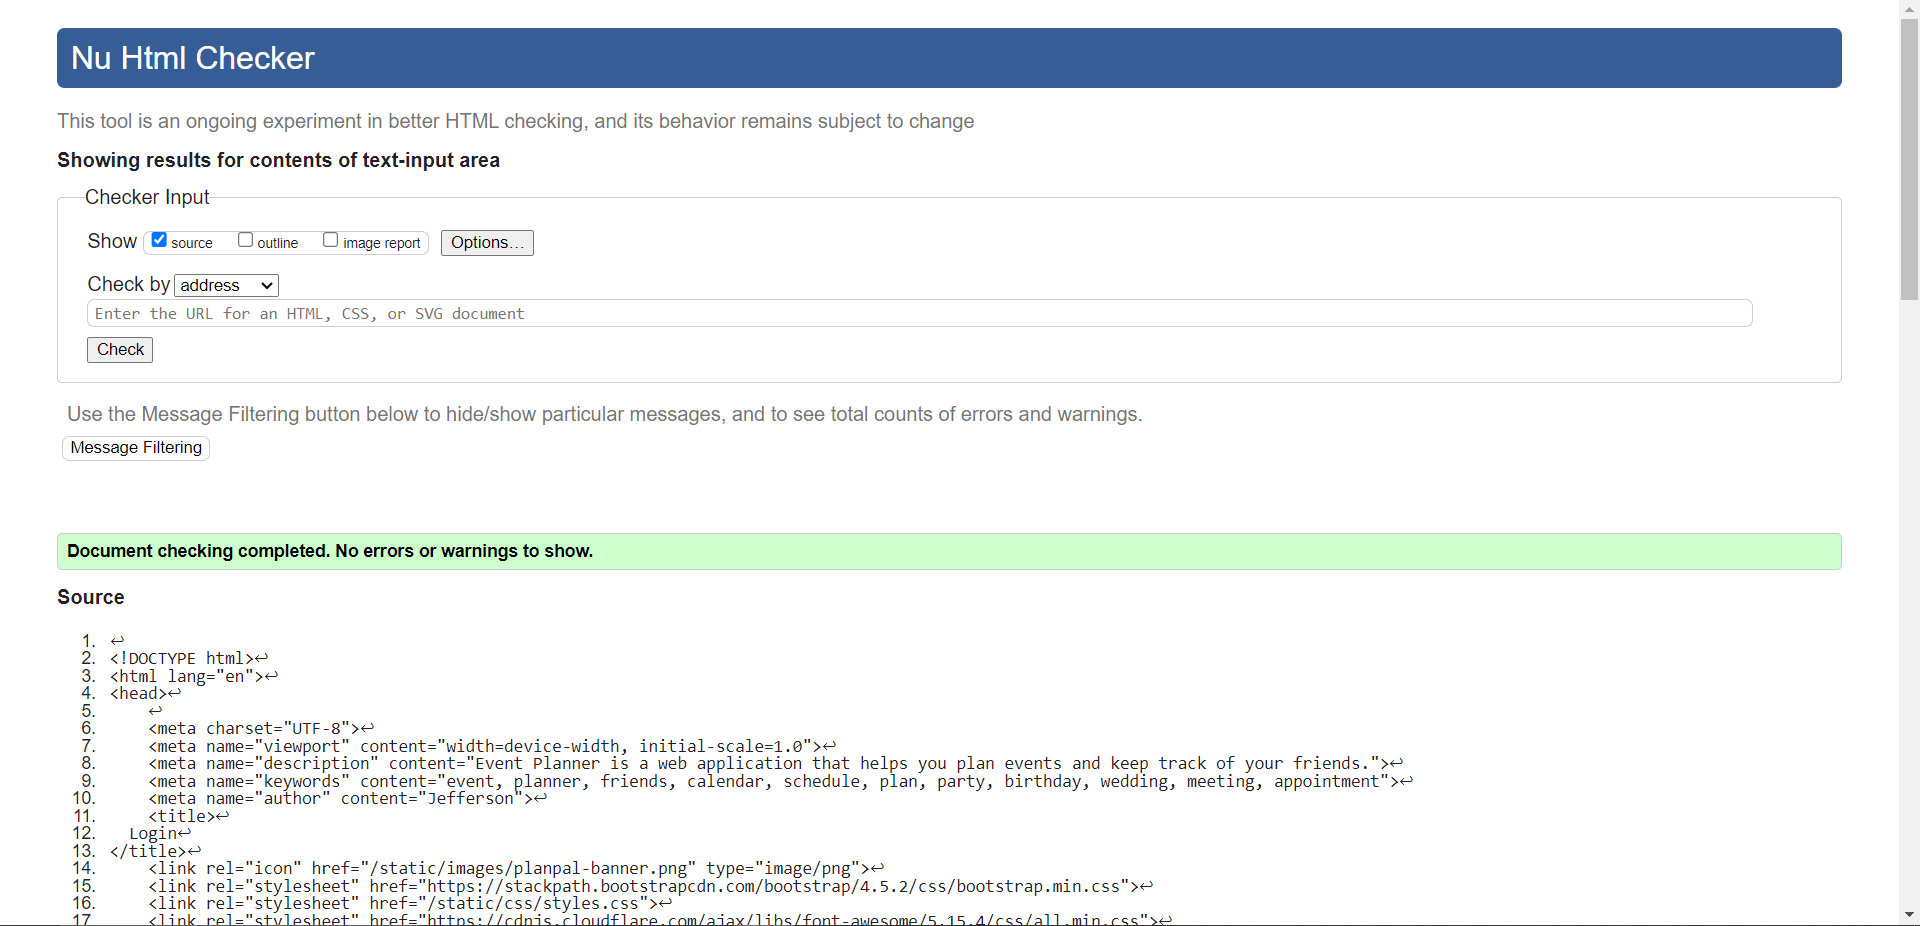 Nu Html Checker
This tool is an ongoing experiment in better HTML checking, and its behavior remains subject to change
Showing results for contents of text-input area
Checker Input
Show source outline image report Options...
Check by address
Enter the URL for an HTML, CSS, or SVG document
Check
Use the Message Filtering button below to hide/show particular messages, and to see total counts of errors and warnings.
Message Filtering
Document checking completed. No errors or warnings to show.
Source
1. ↩
2. <!DOCTYPE html>↩
3. <html lang="en">↩
4. <head>↩
5. ↩
6. <meta charset="UTF-8">↩
7. <meta name="viewport" content="width=device-width, initial-scale=1.0">↩
8. <meta name="description" content="Event Planner is a web application that helps you plan events and keep track of your friends.">↩
9. <meta name="keywords" content="event, planner, friends, calendar, schedule, plan, party, birthday, wedding, meeting, appointment">↩
10. <meta name="author" content="Jefferson">↩
11. <title>↩
12. Login↩
13. </title>↩
14. <link rel="icon" href="/static/images/planpal-banner.png" type="image/png">↩
15. <link rel="stylesheet" href="https://stackpath.bootstrapcdn.com/bootstrap/4.5.2/css/bootstrap.min.css">↩
16. <link rel="stylesheet" href="/static/css/styles.css">↩
17. <link rel="stylesheet" href="https://cdnjs.cloudflare.com/ajax/libs/font-awesome/5.15.4/css/all.min.css">↩